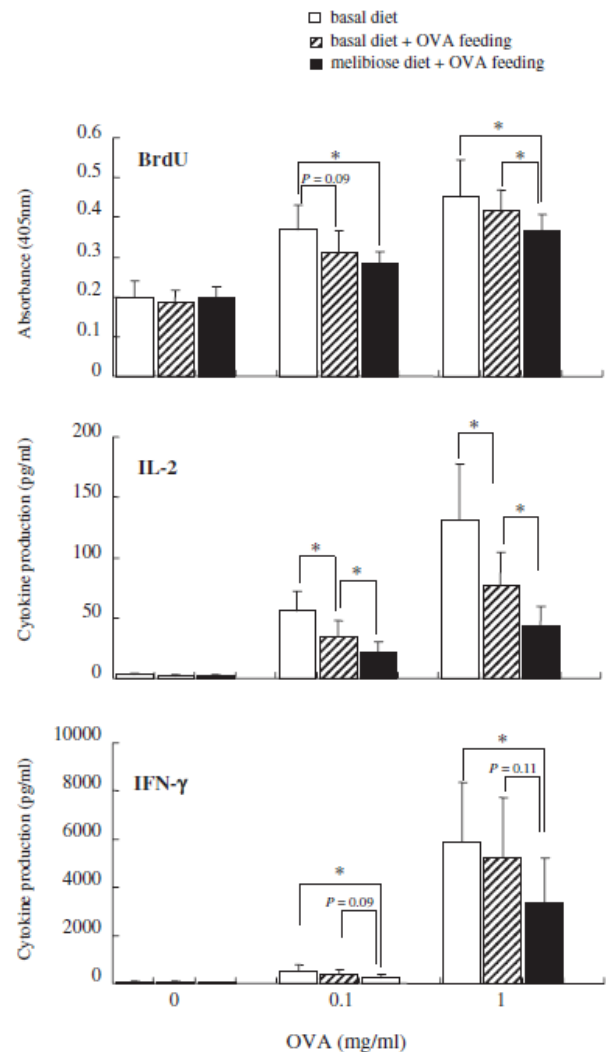 basal diet
basal diet + OVA feeding
melibiose diet + OVA feeding
BrdU
Absorbance (405nm)
0.6
0.5
0.4
0.3
0.2
0.1
0
*
P = 0.09
*
*
IL-2
Cytokine production (pg/ml)
200
150
100
50
0
*
*
*
*
IFN-γ
Cytokine production (pg/ml)
10000
8000
6000
4000
2000
0
*
P = 0.09
*
P = 0.11
0 0.1 1
OVA (mg/ml)